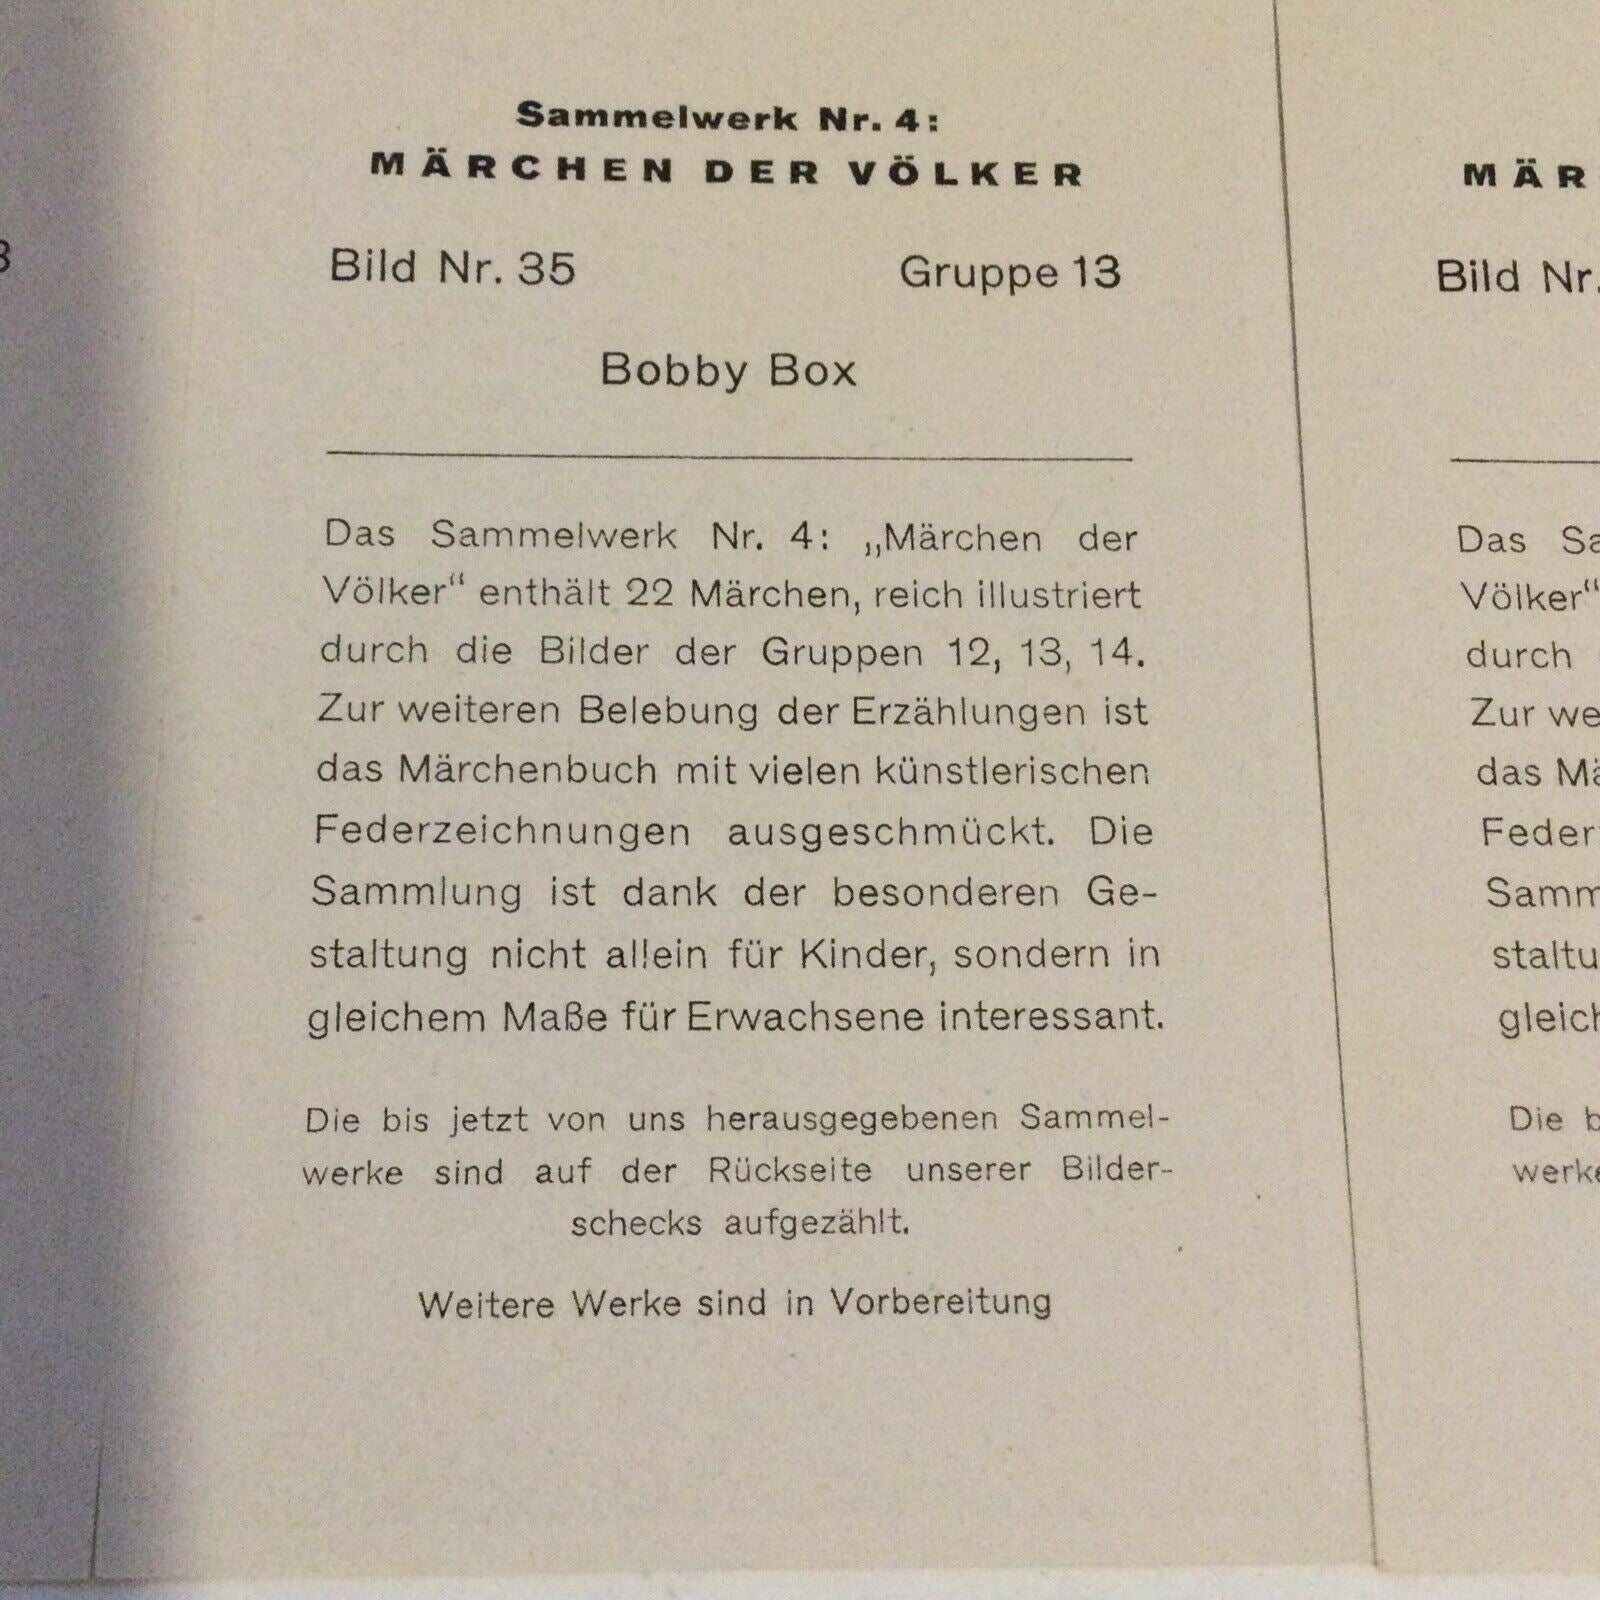 Sammelwerk Nr. 4:
MÄRCHEN DER VÖLKER
Bild Nr. 35 Gruppe 13
Bobby Box
Das Sammelwerk Nr. 4: „Märchen der
Völker“ enthält 22 Märchen, reich illustriert
durch die Bilder der Gruppen 12, 13, 14.
Zur weiteren Belebung der Erzählungen ist
das Märchenbuch mit vielen künstlerischen
Federzeichnungen ausgeschmückt. Die
Sammlung ist dank der besonderen Ge-
staltung nicht allein für Kinder, sondern in
gleichem Maße für Erwachsene interessant.
Die bis jetzt von uns herausgegebenen Sammel-
werke sind auf der Rückseite unserer Bilder-
schecks aufgezählt.
Weitere Werke sind in Vorbereitung
MÄR
Bild Nr.
Das Sa
Völker“
durch
Zur we
das Mä
Feder
Samm
staltu
gleich
Die b
werke